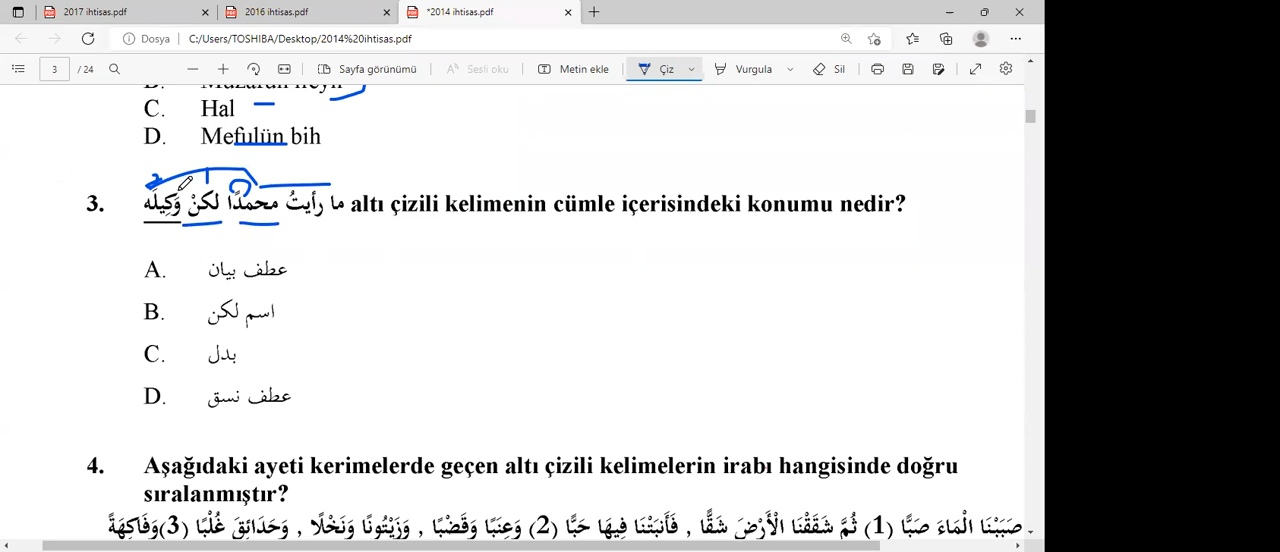 2017 ihtisas.pdf
2016 ihtisas.pdf
*2014 ihtisas.pdf
Dosya C:/Users/TOSHIBA/Desktop/2014%20ihtisas.pdf
3 / 24 Sayfa görünümü Sesli oku Metin ekle Çiz Vurgula Sil
C. Hal
D. Mefulün bih
3. ما رأيتُ محمدًا لكنْ وَكِيلَه altı çizili kelimenin cümle içerisindeki konumu nedir?
A. عطف بيان
B. اسم لكن
C. بدل
D. عطف نسق
4. Aşağıdaki ayeti kerimelerde geçen altı çizili kelimelerin irabı hangisinde doğru
sıralanmıştır?
صَبَبْنَا الْمَاءَ صَبًّا (1) ثُمَّ شَقَقْنَا الْأَرْضَ شَقًّا , فَأَنبَتْنَا فِيهَا حَبًّا (2) وَعِنَبًا وَقَضْبًا , وَزَيْتُونًا وَنَخْلًا , وَحَدَائِقَ غُلْبًا (3)وَفَاكِهَةً